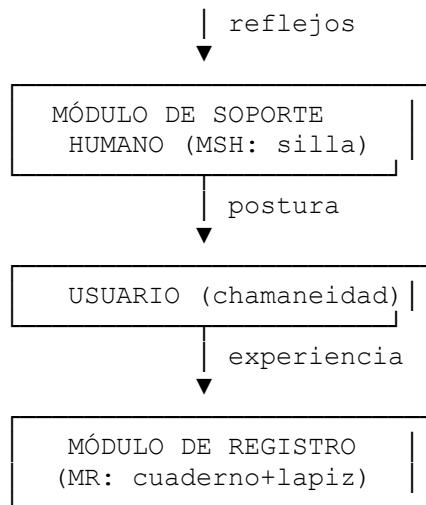 reflejos
MÓDULO DE SOPORTE
HUMANO (MSH: silla)
postura
USUARIO (chamaneidad)
experiencia
MÓDULO DE REGISTRO
(MR: cuaderno+lapiz)